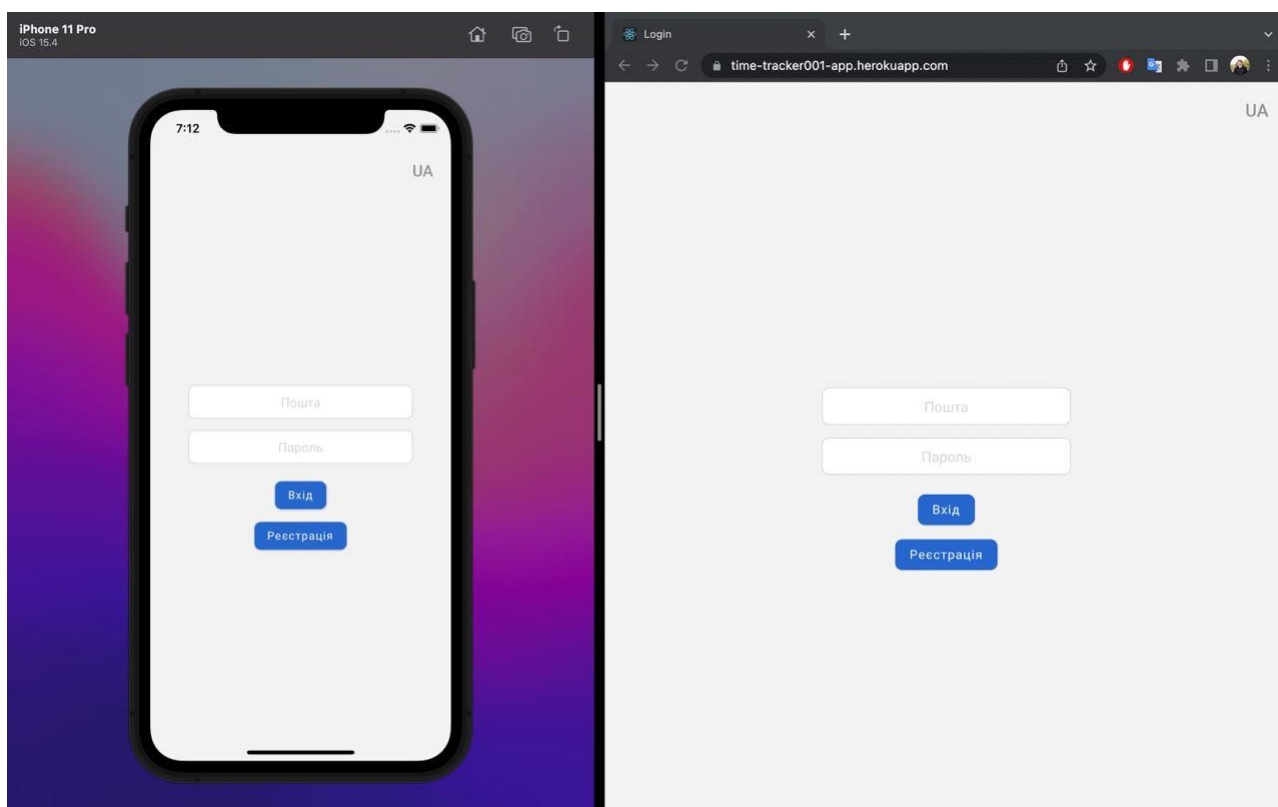 iPhone 11 Pro
iOS 15.4
7:12
UA
Пошта
Пароль
Вхід
Реєстрація
Login
time-tracker001-app.herokuapp.com
UA
Пошта
Пароль
Вхід
Реєстрація